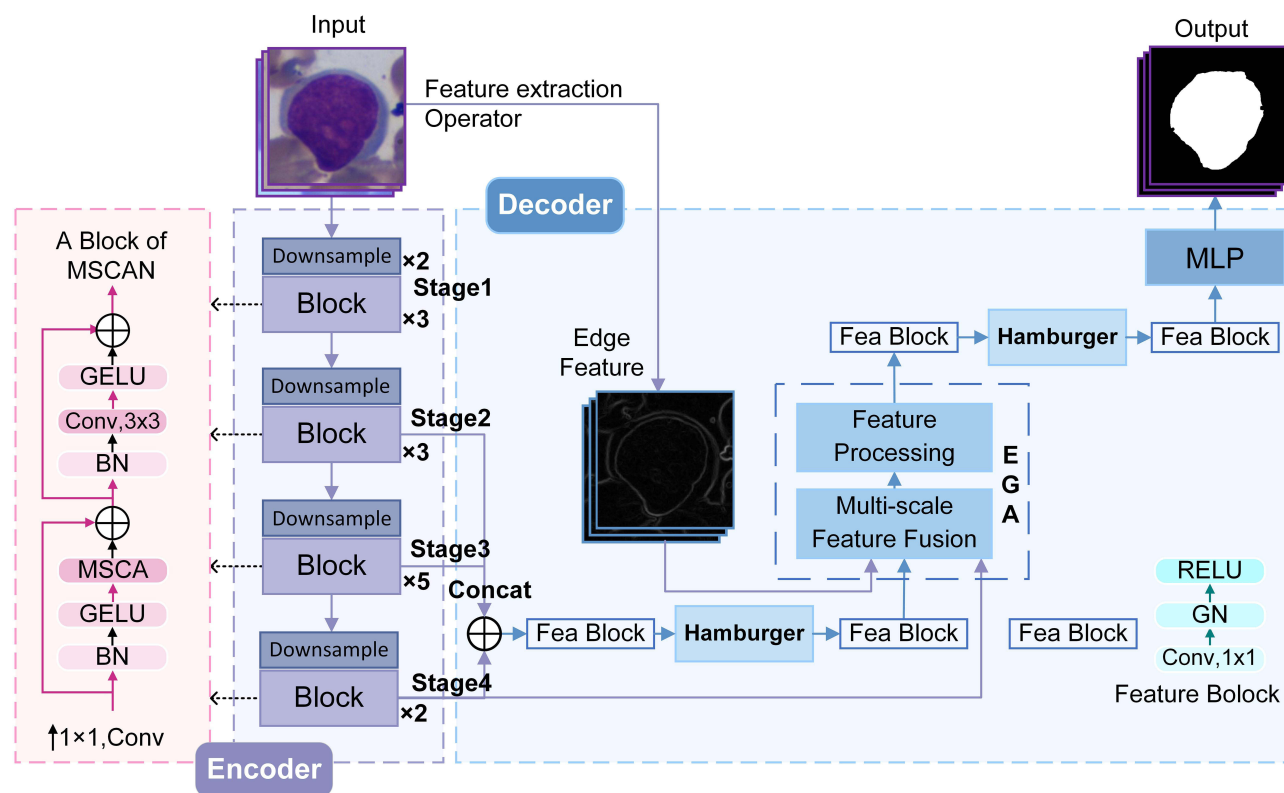 Input
Output
Feature extraction
Operator
Decoder
A Block of
MSCAN
GELU
Conv,3x3
BN
MSCA
GELU
BN
↑1×1,Conv
Downsample
×2
Block
Stage1
×3
Downsample
Block
Stage2
×3
Downsample
Block
Stage3
×5
Downsample
Block
Stage4
×2
Encoder
Concat
Edge
Feature
Fea Block
Hamburger
Fea Block
Multi-scale
Feature Fusion
Feature
Processing
E
G
A
Fea Block
Hamburger
Fea Block
MLP
Fea Block
RELU
GN
Conv,1x1
Feature Bolock